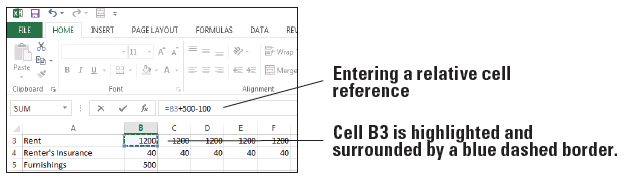 FILE HOME INSERT PAGE LAYOUT FORMULAS DATA REV
Paste
B I U
Wrap
Merge
Clipboard Font Alignment
SUM =B3+500-100
A B C D E F
3 Rent 1200 1200 1200 1200 1200
4 Renter's Insurance 40 40 40 40 40
5 Furnishings 500
Entering a relative cell
reference
Cell B3 is highlighted and
surrounded by a blue dashed border.